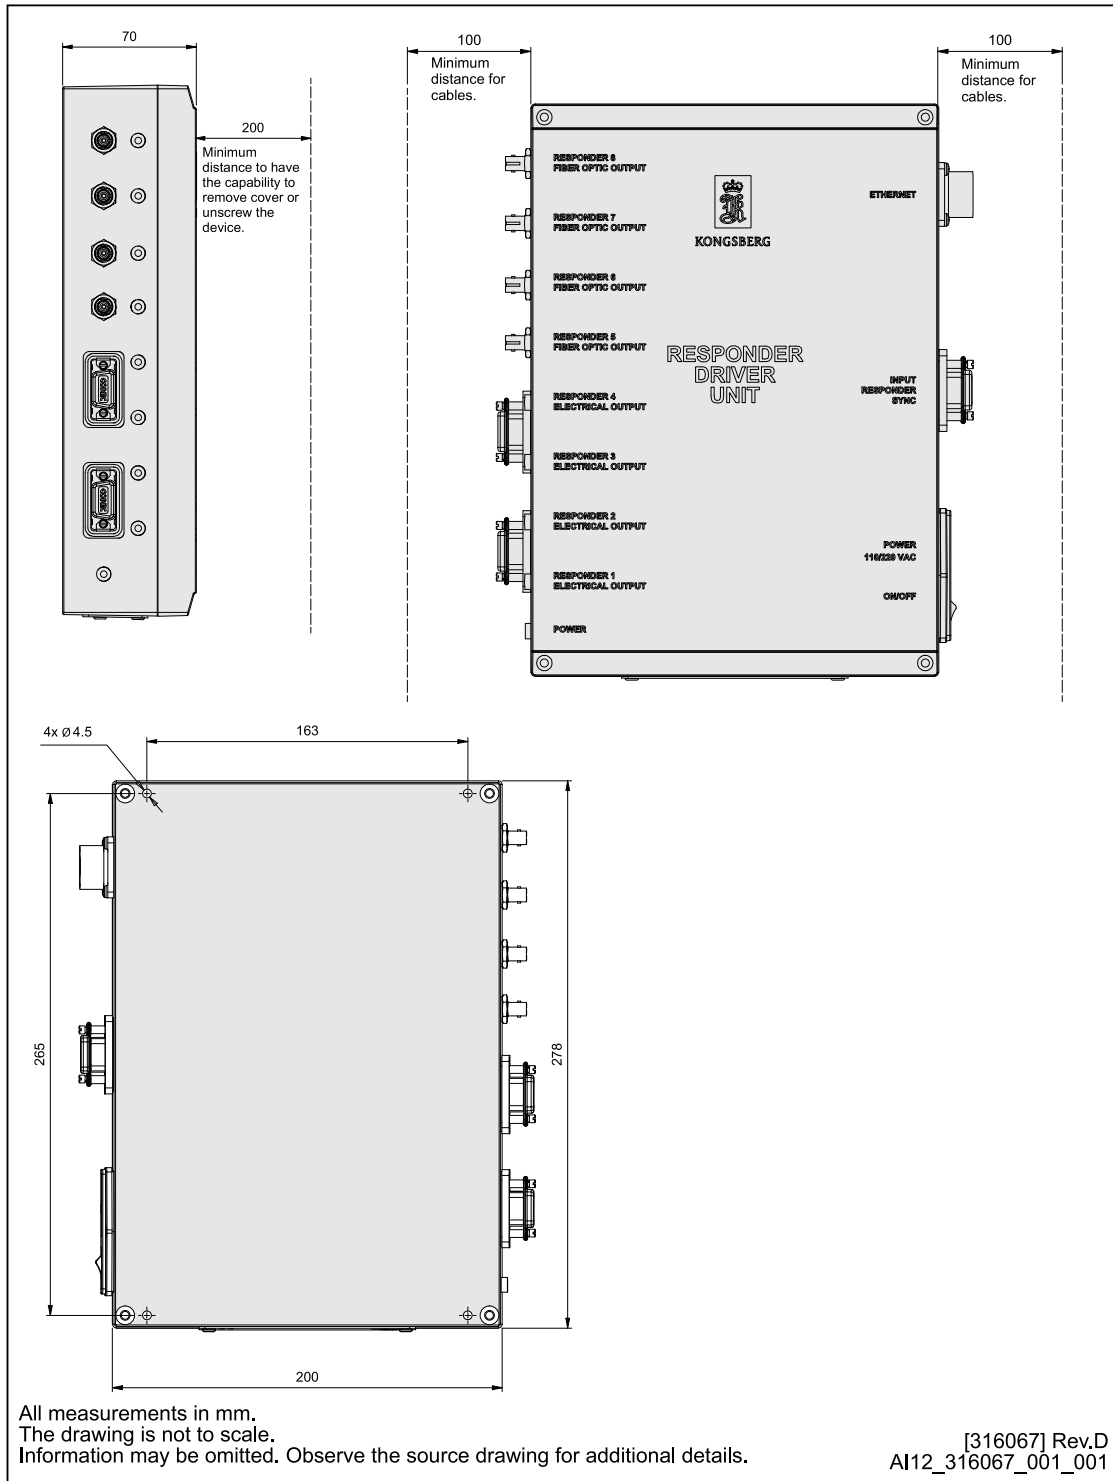 70
200
Minimum
distance to have
the capability to
remove cover or
unscrew the
device.
100
Minimum
distance for
cables.
100
Minimum
distance for
cables.
RESPONDER 8
FIBER OPTIC OUTPUT
RESPONDER 7
FIBER OPTIC OUTPUT
RESPONDER 6
FIBER OPTIC OUTPUT
RESPONDER 5
FIBER OPTIC OUTPUT
RESPONDER 4
ELECTRICAL OUTPUT
RESPONDER 3
ELECTRICAL OUTPUT
RESPONDER 2
ELECTRICAL OUTPUT
RESPONDER 1
ELECTRICAL OUTPUT
POWER
KONGSBERG
RESPONDER
DRIVER
UNIT
ETHERNET
INPUT
RESPONDER
SYNC
POWER
ON/OFF
4x Ø 4.5
163
265
278
200
All measurements in mm.
The drawing is not to scale.
Information may be omitted. Observe the source drawing for additional details.
[316067] Rev.D
AI12_316067_001_001